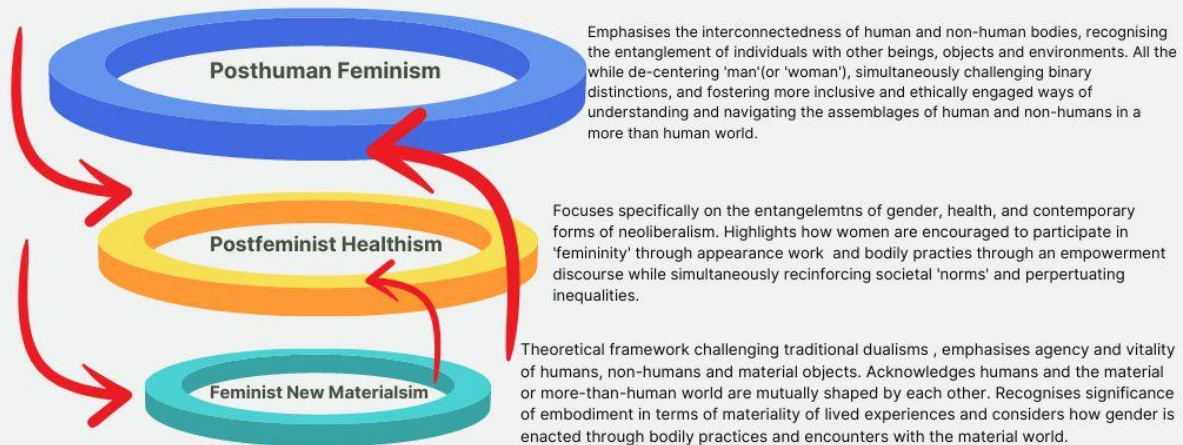 Posthuman Feminism
Emphasises the interconnectedness of human and non-human bodies, recognising
the entanglement of individuals with other beings, objects and environments. All the
while de-centering 'man'(or 'woman'), simultaneously challenging binary
distinctions, and fostering more inclusive and ethically engaged ways of
understanding and navigating the assemblages of human and non-humans in a
more than human world.
Postfeminist Healthism
Focuses specifically on the entangelemtns of gender, health, and contemporary
forms of neoliberalism. Highlights how women are encouraged to participate in
'femininity' through appearance work  and bodily practies through an empowerment
discourse while simultaneously recinforcing societal 'norms' and perpertuating
inequalities.
Feminist New Materialsim
Theoretical framework challenging traditional dualisms , emphasises agency and vitality
of humans, non-humans and material objects. Acknowledges humans and the material
or more-than-human world are mutually shaped by each other. Recognises significance
of embodiment in terms of materiality of lived experiences and considers how gender is
enacted through bodily practices and encounters with the material world.